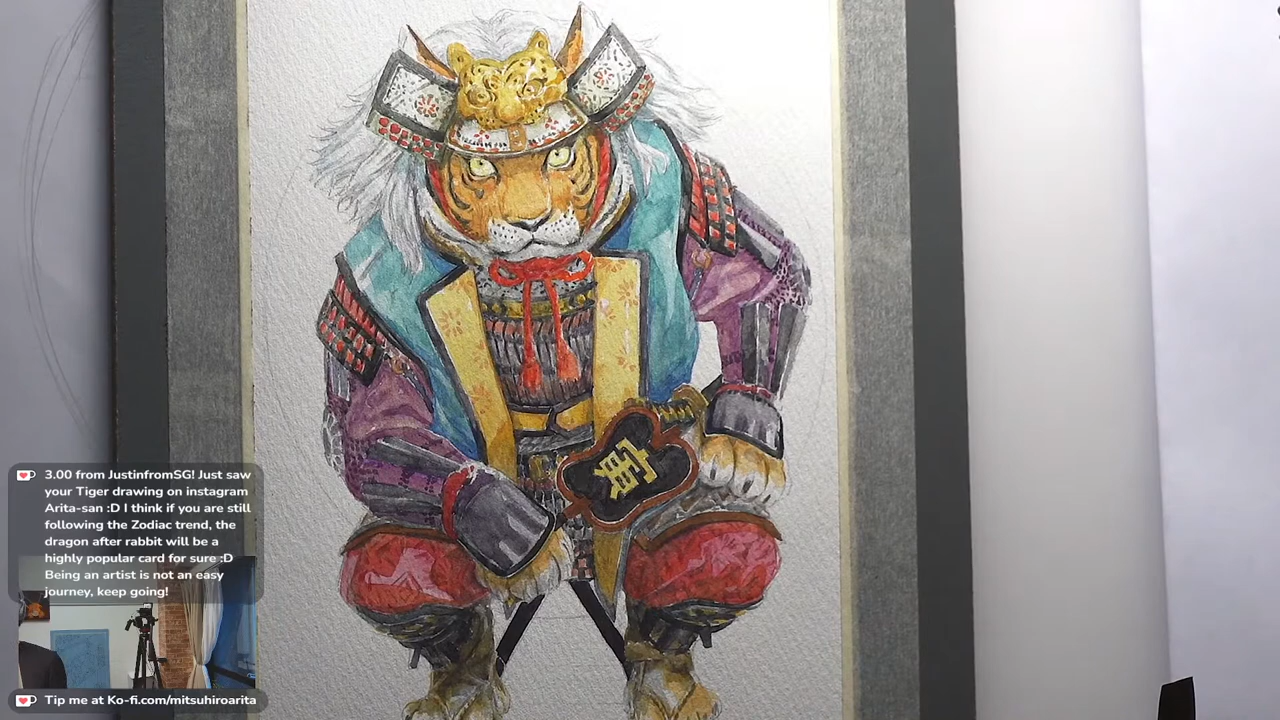 寅
3.00 from JustinfromSG! Just saw
your Tiger drawing on instagram
Arita-san :D I think if you are still
following the Zodiac trend, the
dragon after rabbit will be a
highly popular card for sure :D
Being an artist is not an easy
journey, keep going!
Tip me at Ko-fi.com/mitsuhiroarita